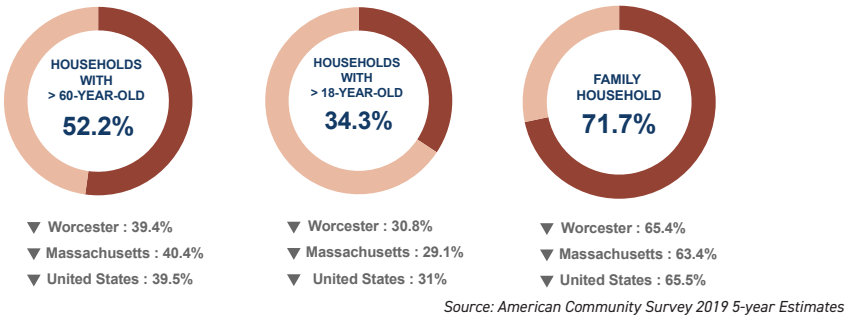 HOUSEHOLDS
WITH
> 60-YEAR-OLD
52.2%
▼ Worcester : 39.4%
▼ Massachusetts : 40.4%
▼ United States : 39.5%
HOUSEHOLDS
WITH
> 18-YEAR-OLD
34.3%
▼ Worcester : 30.8%
▼ Massachusetts : 29.1%
▼ United States : 31%
FAMILY
HOUSEHOLD
71.7%
▼ Worcester : 65.4%
▼ Massachusetts : 63.4%
▼ United States : 65.5%
Source: American Community Survey 2019 5-year Estimates